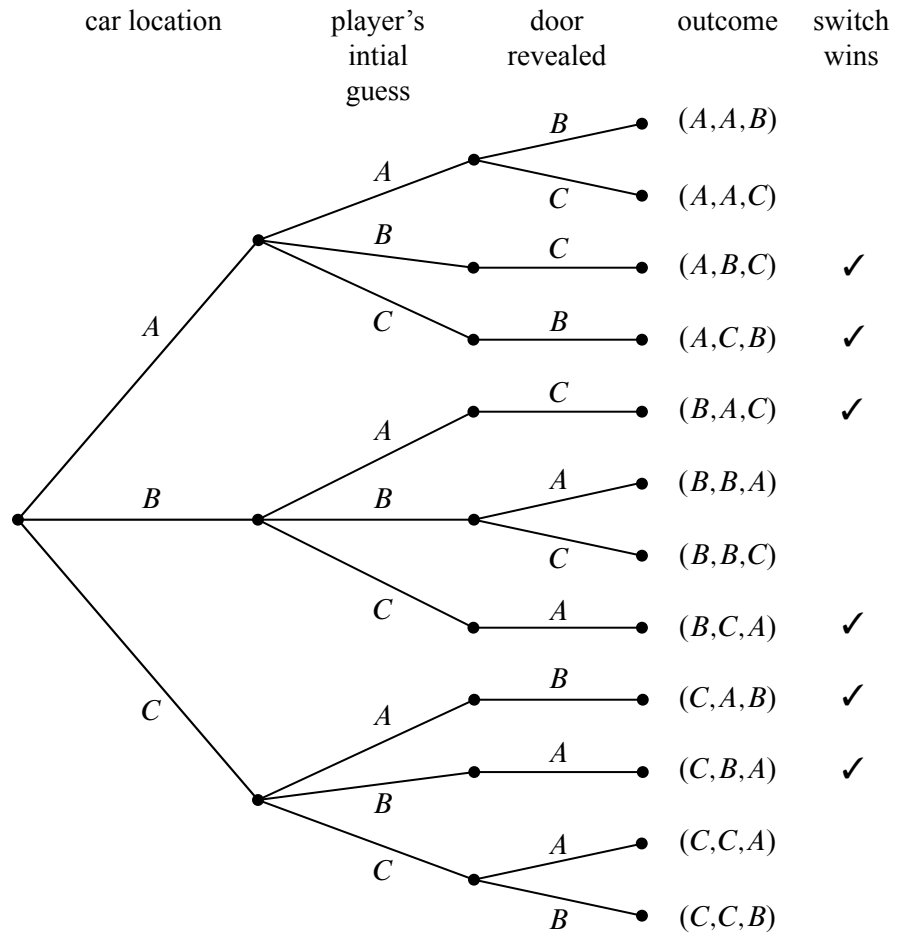 car location
player's
intial
guess
door
revealed
outcome
switch
wins
B
(A,A,B)
A
C
(A,A,C)
B
C
(A,B,C) ✓
A
C
B
(A,C,B) ✓
C
(B,A,C) ✓
A
A
(B,B,A)
B
B
C
(B,B,C)
C
A
(B,C,A) ✓
B
(C,A,B) ✓
C
A
A
(C,B,A) ✓
B
A
(C,C,A)
C
B
(C,C,B)